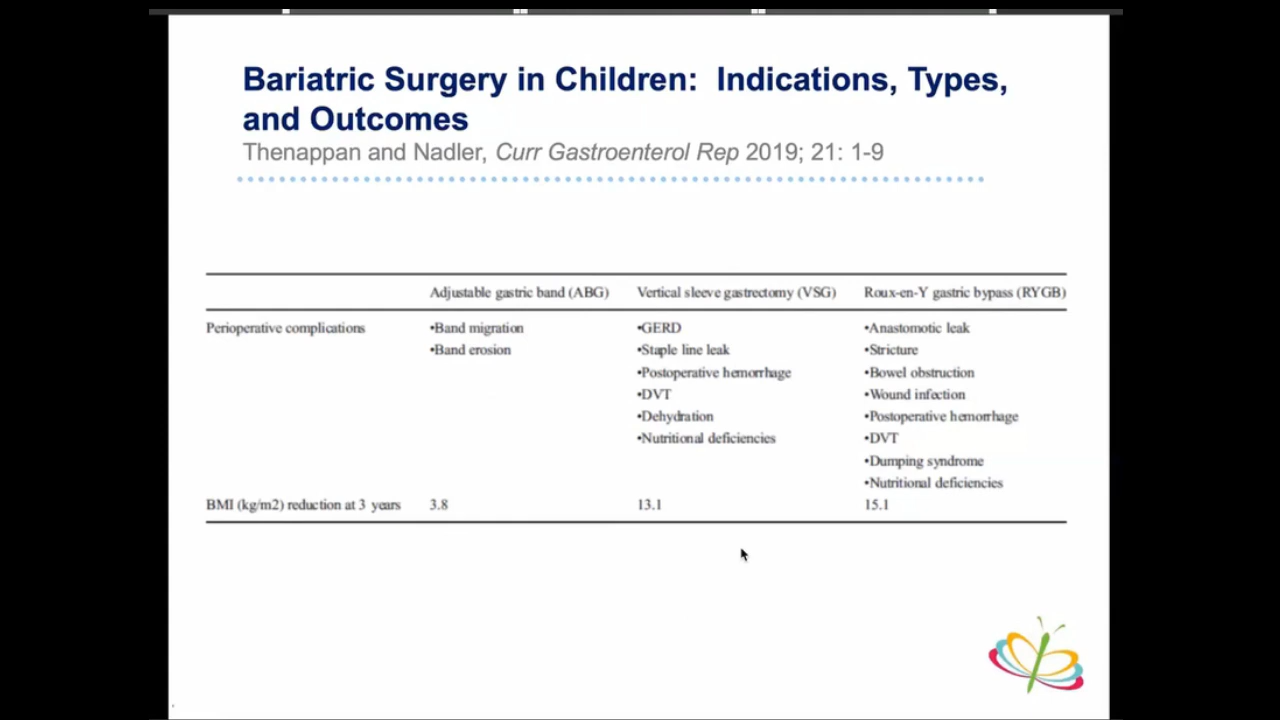 Bariatric Surgery in Children:  Indications, Types,
and Outcomes
Thenappan and Nadler, Curr Gastroenterol Rep 2019; 21: 1-9
Adjustable gastric band (ABG) Vertical sleeve gastrectomy (VSG) Roux-en-Y gastric bypass (RYGB)
Perioperative complications •Band migration •GERD •Anastomotic leak
•Band erosion •Staple line leak •Stricture
•Postoperative hemorrhage •Bowel obstruction
•DVT •Wound infection
•Dehydration •Postoperative hemorrhage
•Nutritional deficiencies •DVT
•Dumping syndrome
•Nutritional deficiencies
BMI (kg/m2) reduction at 3 years 3.8 13.1 15.1